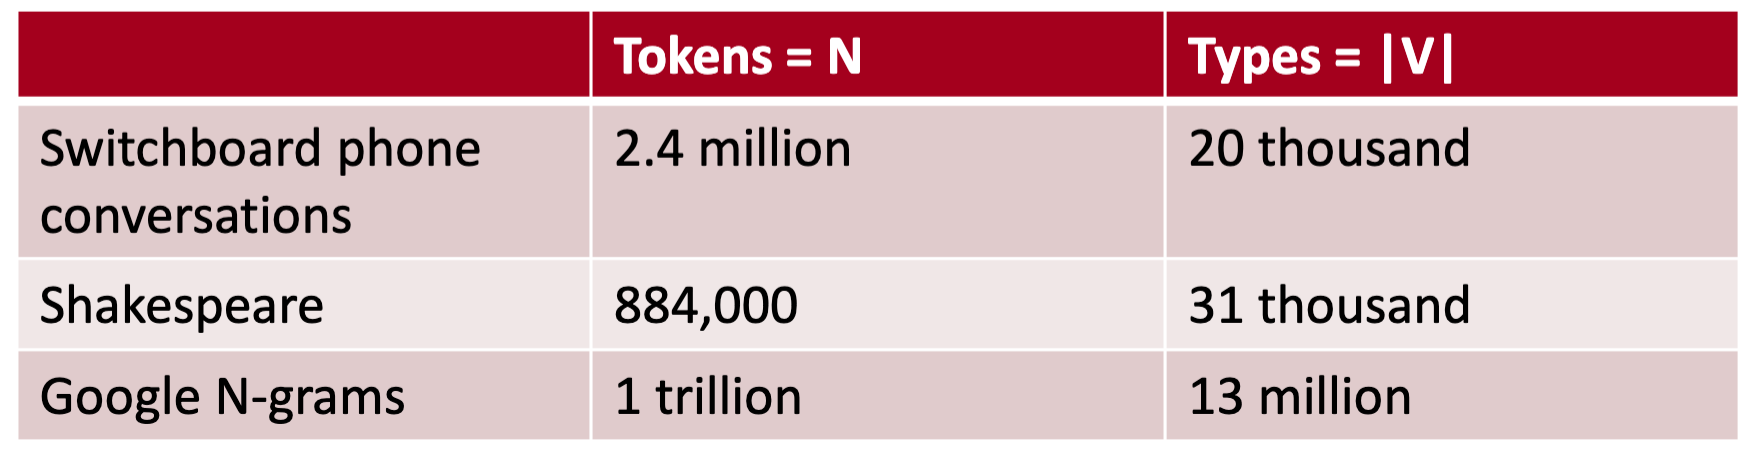 Tokens = N Types = |V|
Switchboard phone 2.4 million 20 thousand
conversations
Shakespeare 884,000 31 thousand
Google N-grams 1 trillion 13 million